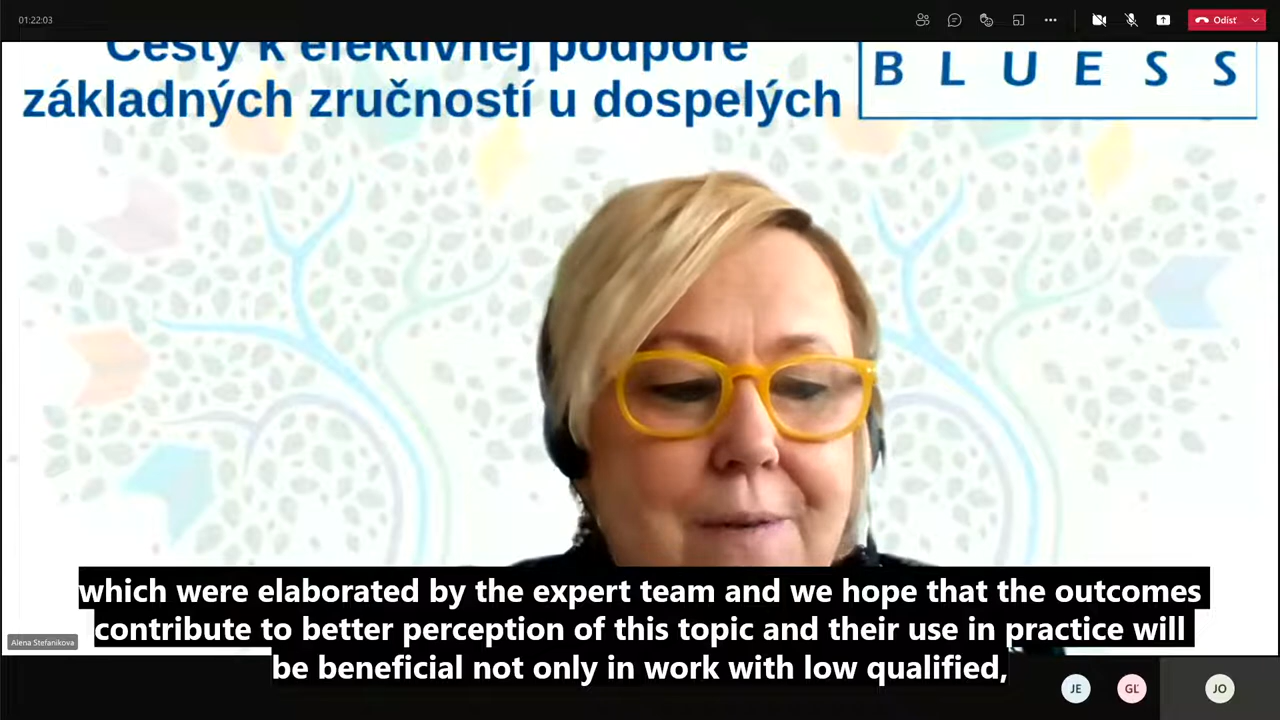 01:22:03
Odísť
Cesty k efektívnej podpore
základných zručností u dospelých
BLUESS
which were elaborated by the expert team and we hope that the outcomes
contribute to better perception of this topic and their use in practice will
be beneficial not only in work with low qualified,
Alena Stefanikova
JE
GĽ
JO